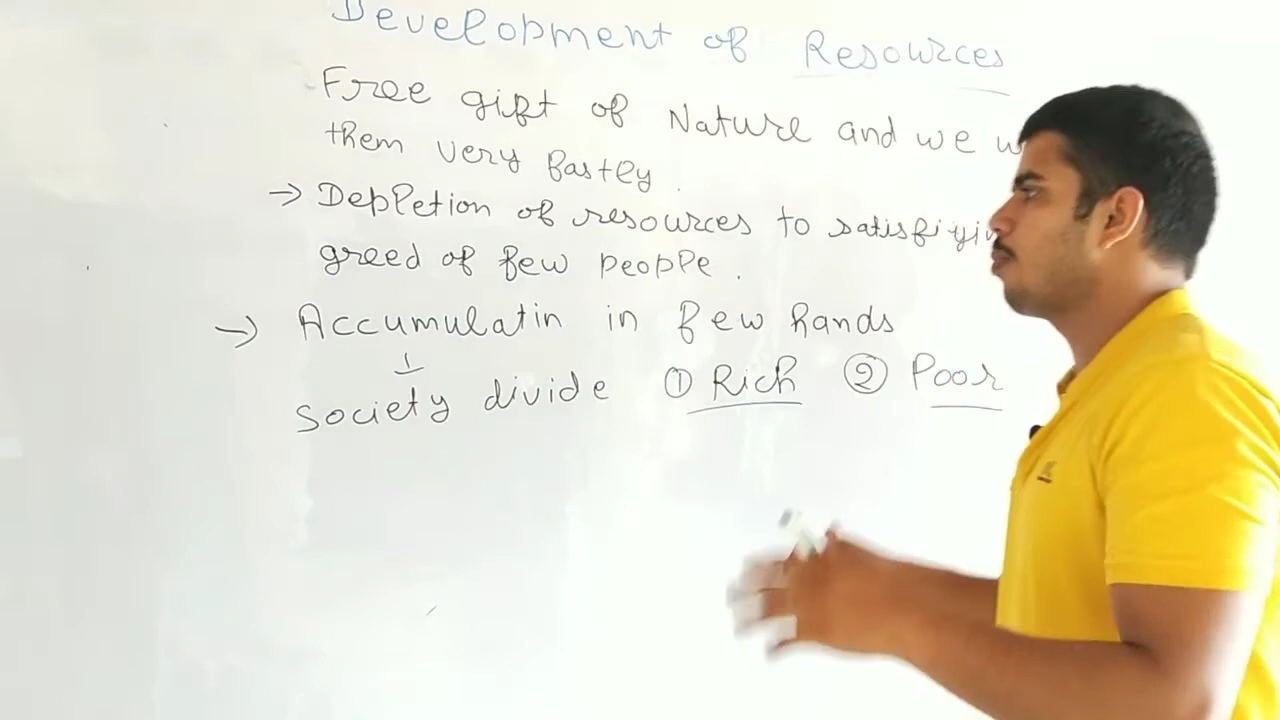 Development of Resources
Free gift of Nature and we
them very fastly.
→ Depletion of resources to satisfiyin
greed of few people.
→ Accumulatin in few hands
society divide ① Rich ② Poor